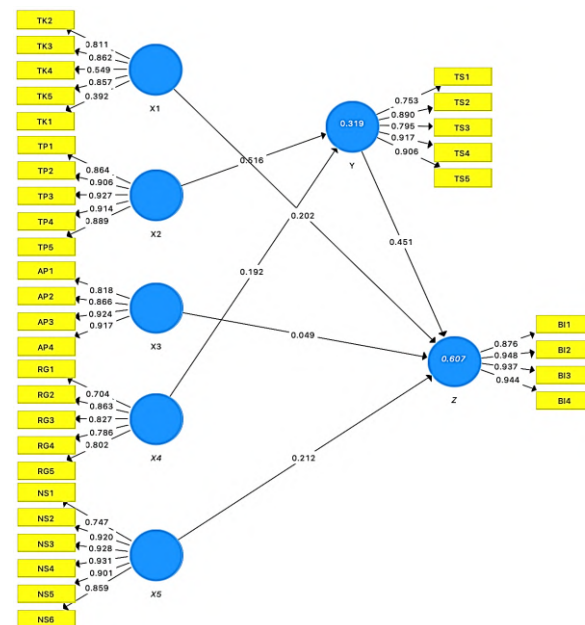 TK2
TK3
TK4
TK5
TK1
0.811
0.862
0.549
0.857
0.392
X1
TP1
TP2
TP3
TP4
TP5
0.864
0.906
0.927
0.914
0.889
X2
AP1
AP2
AP3
AP4
0.818
0.866
0.924
0.917
X3
RG1
RG2
RG3
RG4
RG5
0.704
0.863
0.827
0.786
0.802
X4
NS1
NS2
NS3
NS4
NS5
NS6
0.747
0.920
0.928
0.931
0.901
0.859
X5
0.516
0.202
0.192
0.049
0.212
0.451
0.319
Y
0.753
0.890
0.795
0.917
0.906
TS1
TS2
TS3
TS4
TS5
0.607
Z
0.876
0.948
0.937
0.944
BI1
BI2
BI3
BI4